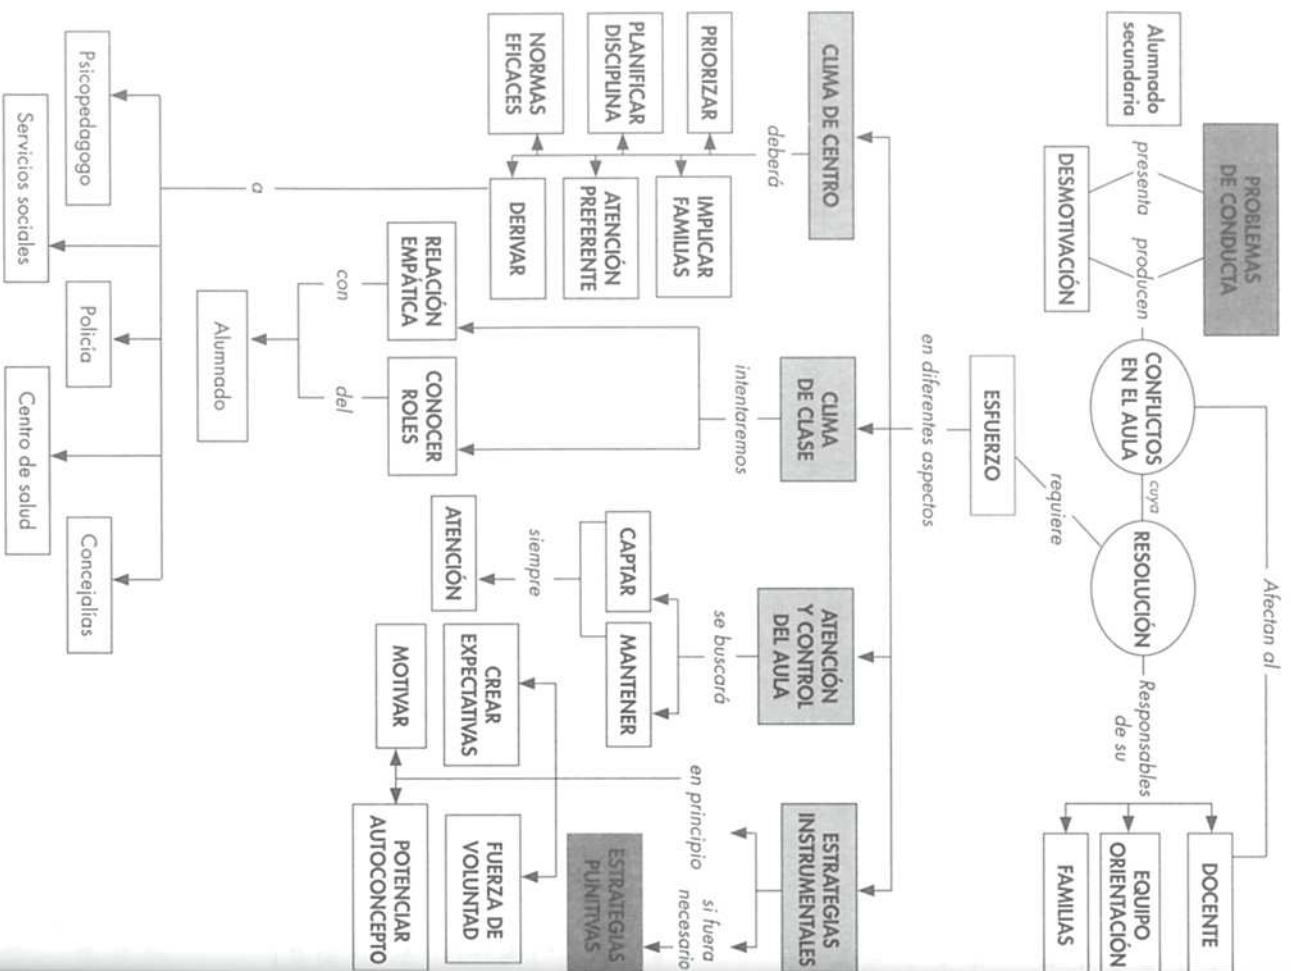 PROBLEMAS
DE CONDUCTA
Alumnado
secundaria
presenta
producen
DESMOTIVACIÓN
CONFLICTOS
EN EL AULA
cuya
RESOLUCIÓN
Afectan al
Responsables
de su
DOCENTE
EQUIPO
ORIENTACIÓN
FAMILIAS
requiere
ESFUERZO
en diferentes aspectos
CLIMA DE CENTRO
CLIMA
DE CLASE
ATENCIÓN
Y CONTROL
DEL AULA
ESTRATEGIAS
INSTRUMENTALES
deberá
PRIORIZAR
IMPLICAR
FAMILIAS
PLANIFICAR
DISCIPLINA
ATENCIÓN
PREFERENTE
NORMAS
EFICACES
DERIVAR
intentaremos
RELACIÓN
EMPÁTICA
CONOCER
ROLES
con
del
Alumnado
se buscará
CAPTAR
MANTENER
siempre
ATENCIÓN
en principio
si fuera
necesario
ESTRATEGIAS
PUNITIVAS
CREAR
EXPECTATIVAS
FUERZA DE
VOLUNTAD
MOTIVAR
POTENCIAR
AUTOCONCEPTO
a
Psicopedagogo
Servicios sociales
Policía
Centro de salud
Concejalías